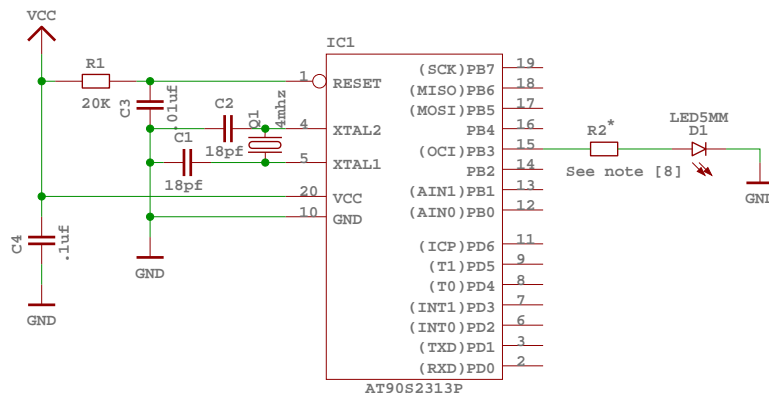 VCC
IC1
R1
20K
C3
.01uf
C2
18pf
C1
18pf
Q1
4mhz
1
RESET
4
XTAL2
5
XTAL1
20
VCC
10
GND
(SCK)PB7
19
(MISO)PB6
18
(MOSI)PB5
17
PB4
16
(OCI)PB3
15
PB2
14
(AIN1)PB1
13
(AIN0)PB0
12
(ICP)PD6
11
(T1)PD5
9
(T0)PD4
8
(INT1)PD3
7
(INT0)PD2
6
(TXD)PD1
3
(RXD)PD0
2
AT90S2313P
R2*
See note [8]
LED5MM
D1
GND
C4
.1uf
GND
GND